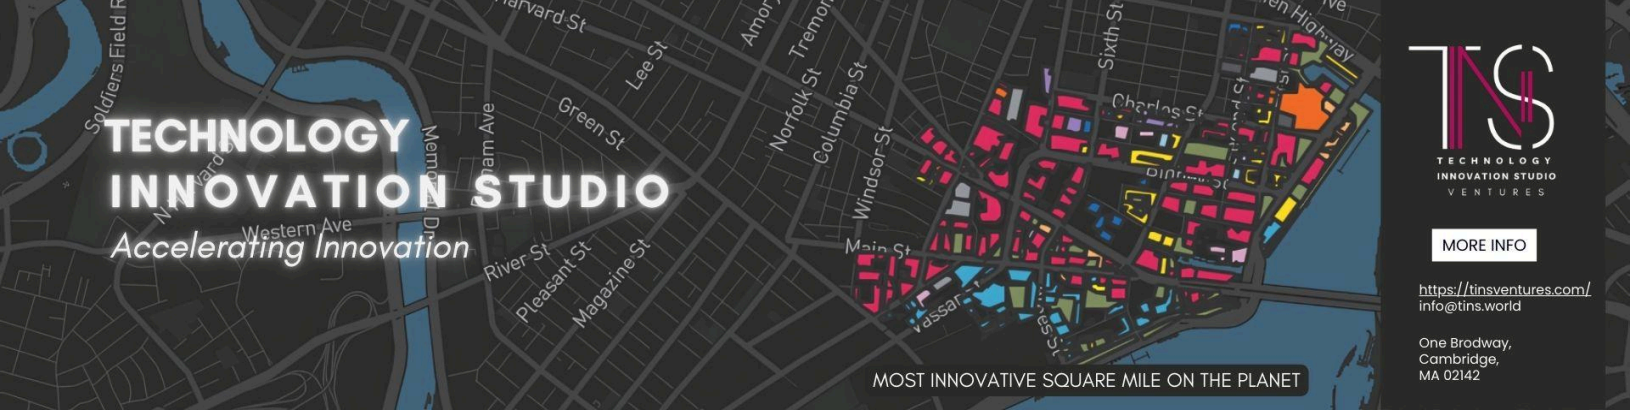 TECHNOLOGY
INNOVATION STUDIO
Accelerating Innovation
Soldiers Field R
Harvard St
Lee St
Green St
Western Ave
River St
Pleasant St
Magazine St
Norfolk St
Columbia St
Windsor St
Main St
Sixth St
Charles St
Vassar
MOST INNOVATIVE SQUARE MILE ON THE PLANET
TINS
TECHNOLOGY
INNOVATION STUDIO
VENTURES
MORE INFO
https://tinsventures.com/
info@tins.world
One Brodway,
Cambridge,
MA 02142